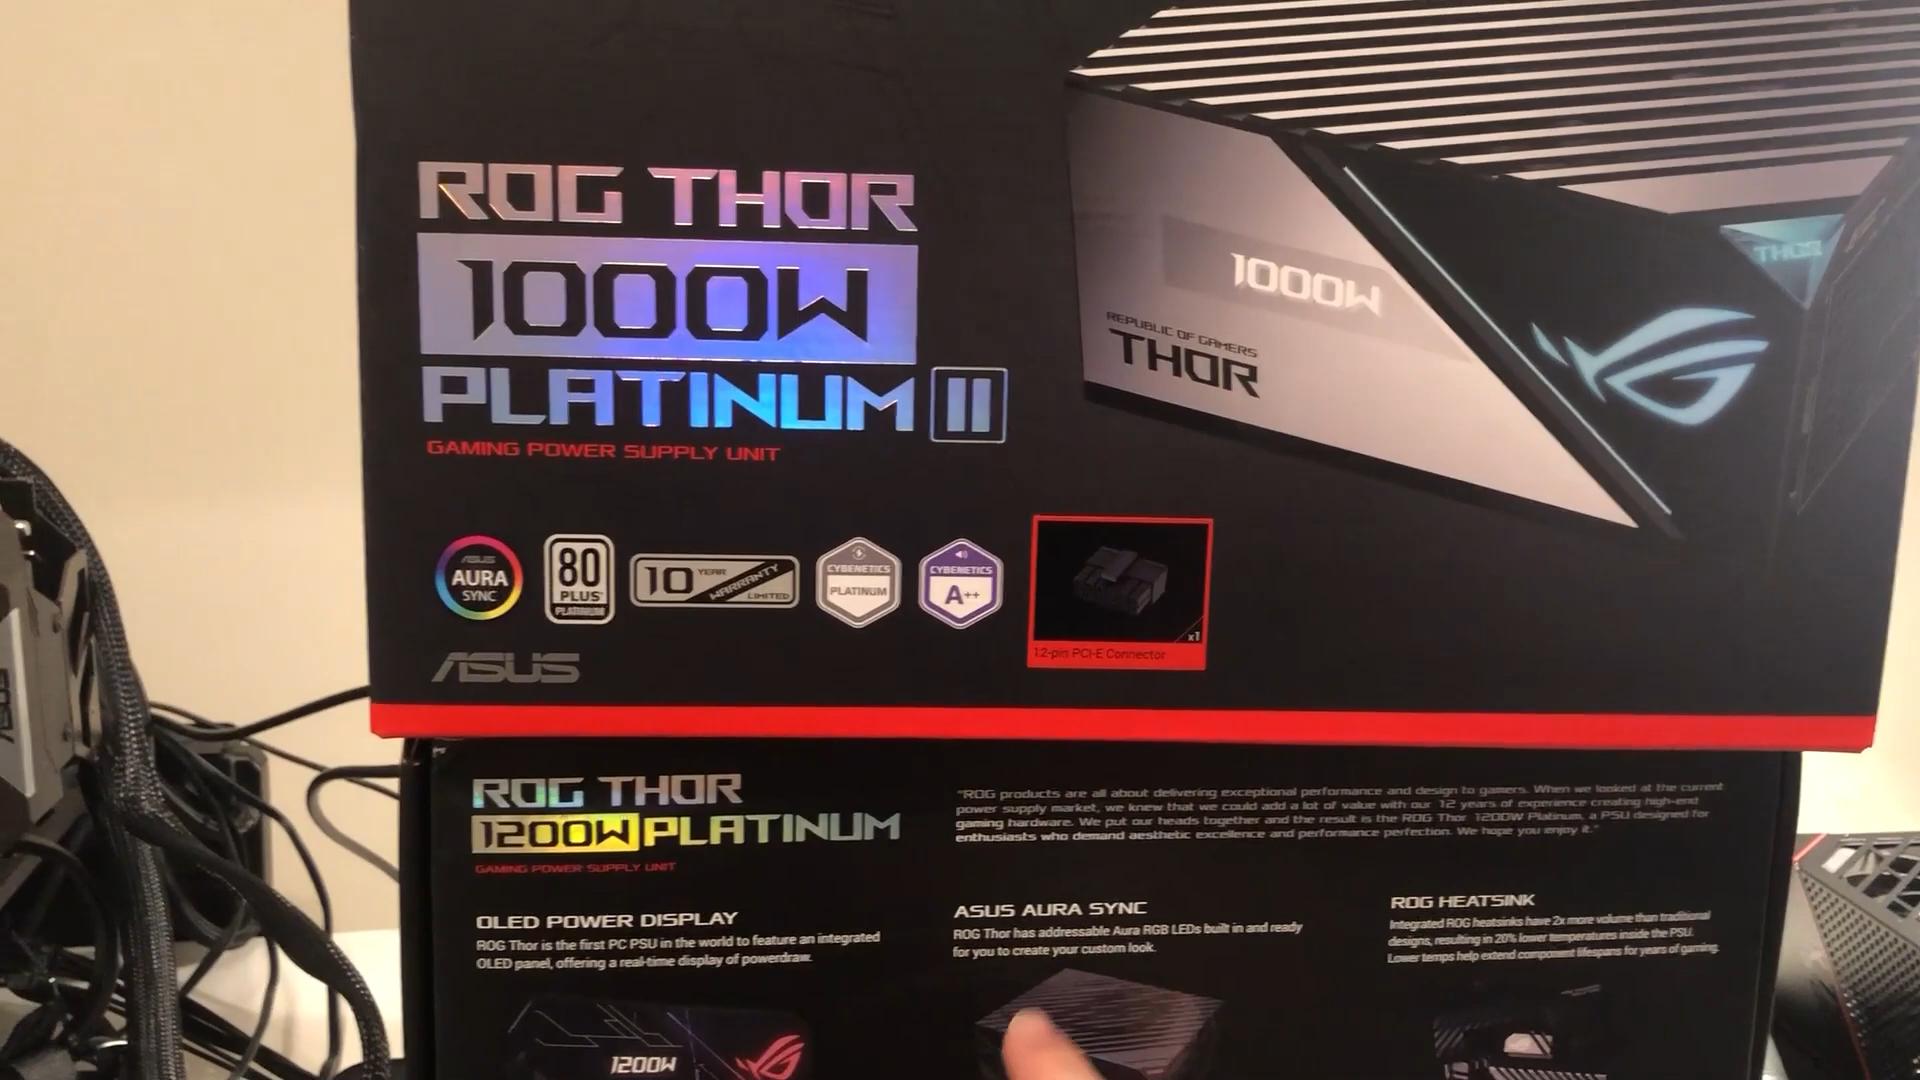 ROG THOR
1000W
PLATINUM II
GAMING POWER SUPPLY UNIT
1000W
REPUBLIC OF GAMERS
THOR
THOR
ASUS
AURA
SYNC
80
PLUS
PLATINUM
10 YEAR
WARRANTY
LIMITED
CYBENETICS
PLATINUM
CYBENETICS
A++
x1
12-pin PCI-E Connector
ASUS
ROG THOR
1200W PLATINUM
GAMING POWER SUPPLY UNIT
"ROG products are all about delivering exceptional performance and design to gamers. When we looked at the current
power supply market, we knew that we could add a lot of value with our 12 years of experience creating high-end
gaming hardware. We put our heads together and the result is the ROG Thor 1200W Platinum, a PSU designed for
enthusiasts who demand aesthetic excellence and performance perfection. We hope you enjoy it."
OLED POWER DISPLAY
ROG Thor is the first PC PSU in the world to feature an integrated
OLED panel, offering a real-time display of powerdraw.
ASUS AURA SYNC
ROG Thor has addressable Aura RGB LEDs built in and ready
for you to create your custom look.
ROG HEATSINK
Integrated ROG heatsinks have 2x more volume than traditional
designs, resulting in 20% lower temperatures inside the PSU.
Lower temps help extend component lifespans for years of gaming.
1200W